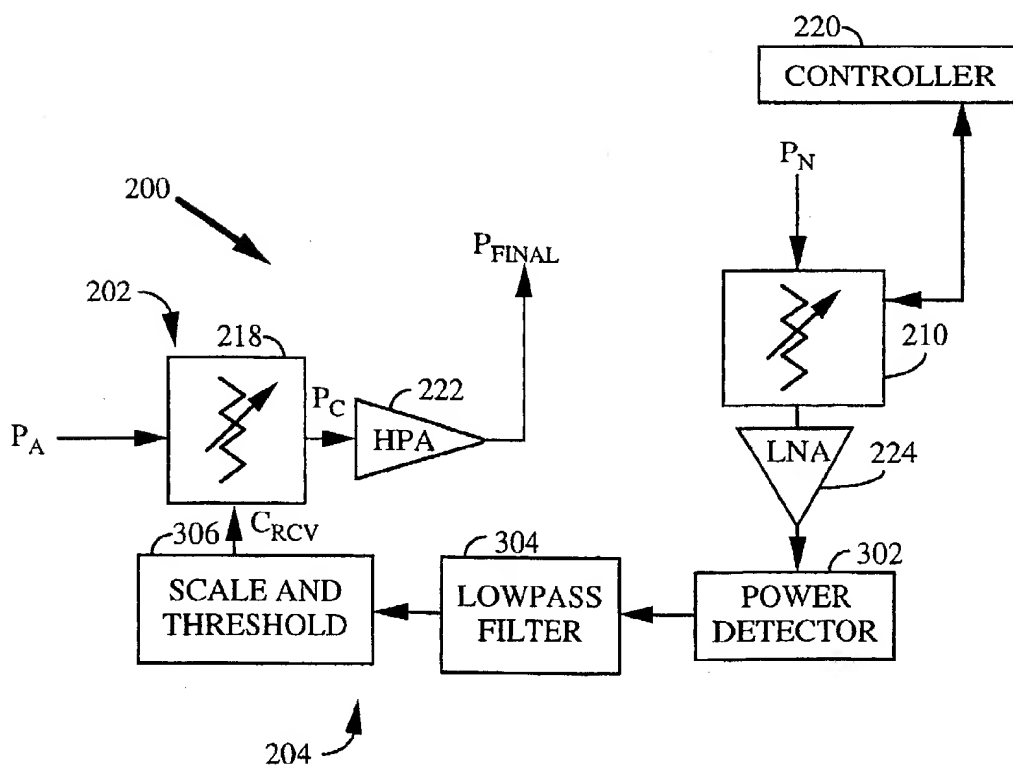 220
CONTROLLER
P_N
200
P_FINAL
202
218
210
P_A
P_C
222
HPA
LNA
224
306
C_RCV
304
302
SCALE AND
THRESHOLD
LOWPASS
FILTER
POWER
DETECTOR
204